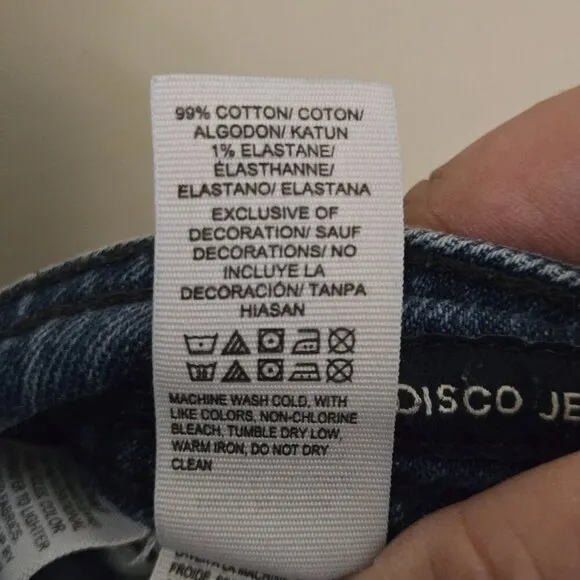 99% COTTON/ COTON/
ALGODON/ KATUN
1% ELASTANE/
ÉLASTHANNE/
ELASTANO/ ELASTANA
EXCLUSIVE OF
DECORATION/ SAUF
DECORATIONS/ NO
INCLUYE LA
DECORACIÓN/ TANPA
HIASAN
MACHINE WASH COLD, WITH
LIKE COLORS, NON-CHLORINE
BLEACH, TUMBLE DRY LOW,
WARM IRON, DO NOT DRY
CLEAN
DISCO
COLOR
LIGHTER